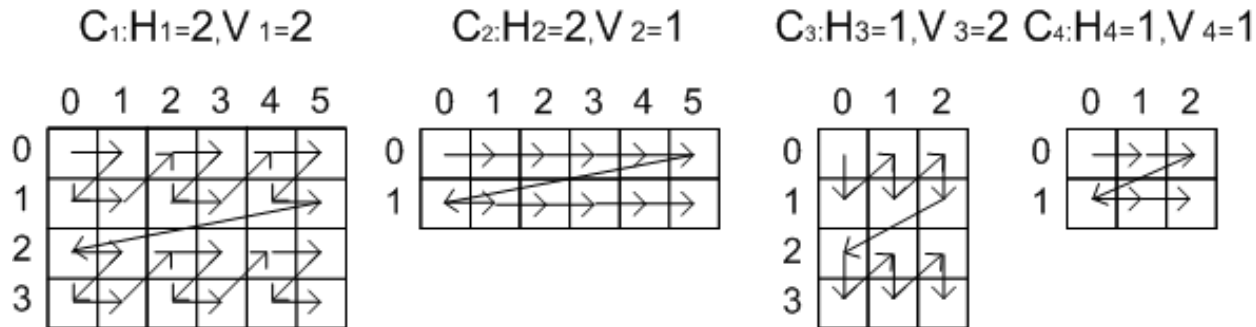 C1:H1=2,V 1=2 C2:H2=2,V 2=1 C3:H3=1,V 3=2 C4:H4=1,V 4=1
0 1 2 3 4 5 0 1 2 3 4 5 0 1 2 0 1 2
0 0 0 0
1 1 1 1
2 2
3 3